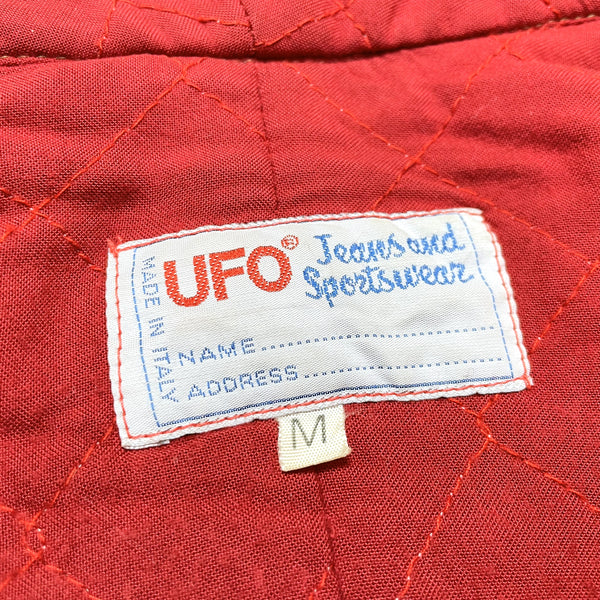 MADE IN ITALY
UFO®
Jeans and
Sportswear
NAME
ADDRESS
M